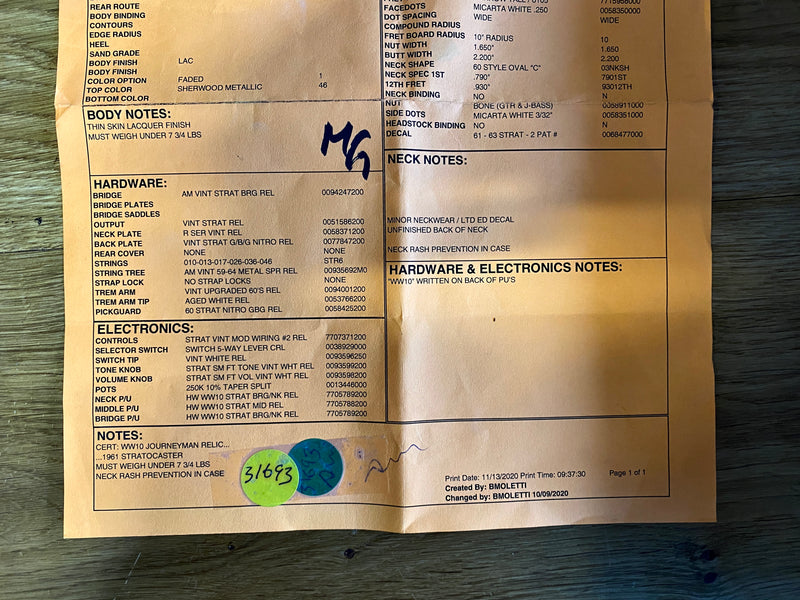 REAR ROUTE
BODY BINDING
CONTOURS
EDGE RADIUS
HEEL
SAND GRADE
BODY FINISH LAC
BODY FINISH
COLOR OPTION FADED 1
TOP COLOR SHERWOOD METALLIC 46
BOTTOM COLOR
BODY NOTES:
THIN SKIN LACQUER FINISH
MUST WEIGH UNDER 7 3/4 LBS
MG
HARDWARE:
BRIDGE AM VINT STRAT BRG REL 0094247200
BRIDGE PLATES
BRIDGE SADDLES
OUTPUT VINT STRAT REL 0051586200
NECK PLATE R SER VINT REL 0058371200
BACK PLATE VINT STRAT G/B/G NITRO REL 0077847200
REAR COVER NONE NONE
STRINGS 010-013-017-026-036-046 STR6
STRING TREE AM VINT 59-64 METAL SPR REL 00935692M0
STRAP LOCK NO STRAP LOCKS NONE
TREM ARM VINT UPGRADED 60'S REL 0094001200
TREM ARM TIP AGED WHITE REL 0053766200
PICKGUARD 60 STRAT NITRO GBG REL 0058425200
ELECTRONICS:
CONTROLS STRAT VINT MOD WIRING #2 REL 7707371200
SELECTOR SWITCH SWITCH 5-WAY LEVER CRL 0038929000
SWITCH TIP VINT WHITE REL 0093596250
TONE KNOB STRAT SM FT TONE VINT WHT REL 0093599200
VOLUME KNOB STRAT SM FT VOL VINT WHT REL 0093598200
POTS 250K 10% TAPER SPLIT 0013446000
NECK P/U HW WW10 STRAT BRG/NK REL 7705789200
MIDDLE P/U HW WW10 STRAT MID REL 7705788200
BRIDGE P/U HW WW10 STRAT BRG/NK REL 7705789200
NOTES:
CERT: WW10 JOURNEYMAN RELIC...
...1961 STRATOCASTER
MUST WEIGH UNDER 7 3/4 LBS
NECK RASH PREVENTION IN CASE
31693
FACEDOTS MICARTA WHITE .250 0058350000
DOT SPACING WIDE WIDE
COMPOUND RADIUS
FRET BOARD RADIUS 10" RADIUS 10
NUT WIDTH 1.650" 1.650
BUTT WIDTH 2.200" 2.200
NECK SHAPE 60 STYLE OVAL "C" 03NKSH
NECK SPEC 1ST .790" 7901ST
12TH FRET .930" 93012TH
NECK BINDING NO N
NUT BONE (GTR & J-BASS) 0058911000
SIDE DOTS MICARTA WHITE 3/32" 0058351000
HEADSTOCK BINDING NO N
DECAL 61 - 63 STRAT - 2 PAT # 0068477000
NECK NOTES:
MINOR NECKWEAR / LTD ED DECAL
UNFINISHED BACK OF NECK
NECK RASH PREVENTION IN CASE
HARDWARE & ELECTRONICS NOTES:
"WW10" WRITTEN ON BACK OF PU'S
Print Date: 11/13/2020 Print Time: 09:37:30 Page 1 of 1
Created By: BMOLETTI
Changed by: BMOLETTI 10/09/2020